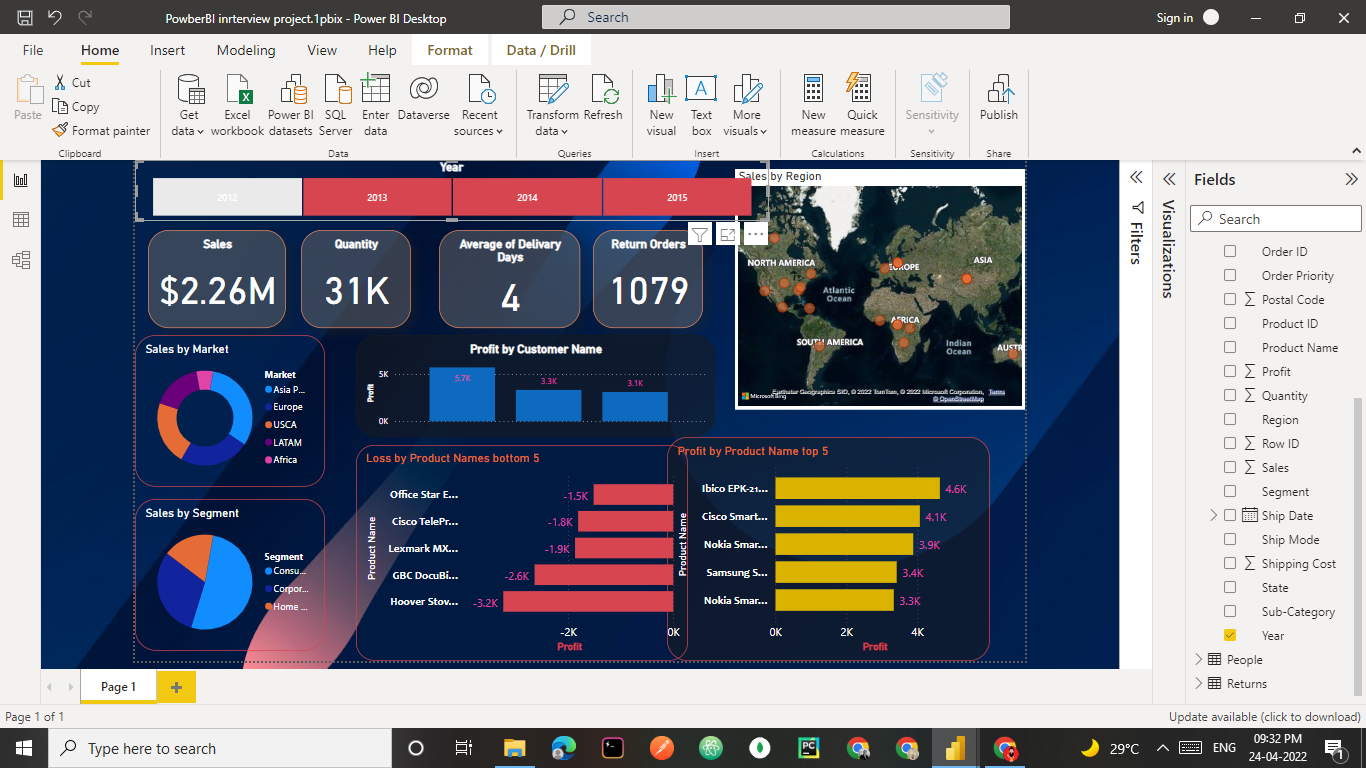 PowberBI inrterview project.1pbix - Power BI Desktop
Search
Sign in
File
Home
Insert
Modeling
View
Help
Format
Data / Drill
Paste
Cut
Copy
Format painter
Clipboard
Get data
Excel workbook
Power BI datasets
SQL Server
Enter data
Dataverse
Recent sources
Data
Transform data
Refresh
Queries
New visual
Text box
More visuals
Insert
New measure
Quick measure
Calculations
Sensitivity
Sensitivity
Publish
Share
Year
2012
2013
2014
2015
Sales
$2.26M
Quantity
31K
Average of Delivary
Days
4
Return Orders
1079
Sales by Region
NORTH AMERICA
EUROPE
ASIA
Atlantic
Ocean
AFRICA
SOUTH AMERICA
Indian
Ocean
AUSTR
Microsoft Bing
Earthstar Geographics SIO, © 2022 TomTom, © 2022 Microsoft Corporation, Terms
© OpenStreetMap
Sales by Market
Market
Asia P...
Europe
USCA
LATAM
Africa
Profit by Customer Name
Profit
5K
0K
5.7K
3.3K
3.1K
Sales by Segment
Segment
Consu...
Corpor...
Home ...
Loss by Product Names bottom 5
Product Name
Office Star E...
-1.5K
Cisco TelePr...
-1.8K
Lexmark MX...
-1.9K
GBC DocuBi...
-2.6K
Hoover Stov...
-3.2K
-2K
0K
Profit
Profit by Product Name top 5
Product Name
Ibico EPK-21...
4.6K
Cisco Smart...
4.1K
Nokia Smar...
3.9K
Samsung S...
3.4K
Nokia Smar...
3.3K
0K
2K
4K
Profit
Filters
Visualizations
Fields
Search
Order ID
Order Priority
Postal Code
Product ID
Product Name
Profit
Quantity
Region
Row ID
Sales
Segment
Ship Date
Ship Mode
Shipping Cost
State
Sub-Category
Year
People
Returns
Page 1
Page 1 of 1
Update available (click to download)
Type here to search
PC
29°C
ENG
09:32 PM
24-04-2022
1